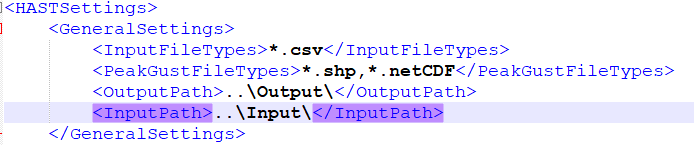 <HASTSettings>
<GeneralSettings>
<InputFileTypes>*.csv</InputFileTypes>
<PeakGustFileTypes>*.shp,*.netCDF</PeakGustFileTypes>
<OutputPath>..\Output\</OutputPath>
<InputPath>..\Input\</InputPath>
</GeneralSettings>